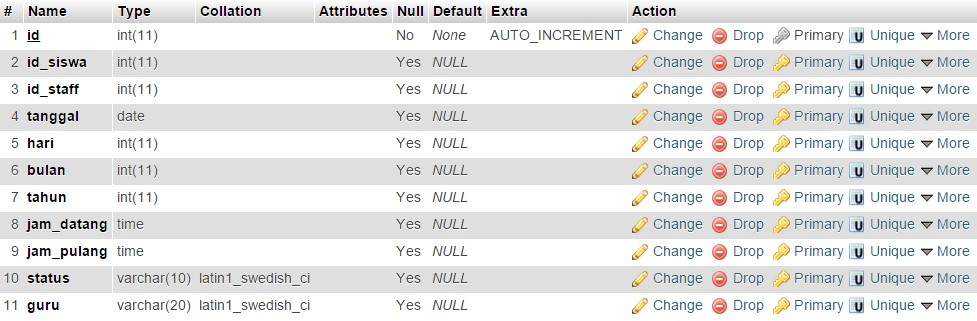 # Name Type Collation Attributes Null Default Extra Action
1 id int(11) No None AUTO_INCREMENT Change Drop Primary Unique More
2 id_siswa int(11) Yes NULL Change Drop Primary Unique More
3 id_staff int(11) Yes NULL Change Drop Primary Unique More
4 tanggal date Yes NULL Change Drop Primary Unique More
5 hari int(11) Yes NULL Change Drop Primary Unique More
6 bulan int(11) Yes NULL Change Drop Primary Unique More
7 tahun int(11) Yes NULL Change Drop Primary Unique More
8 jam_datang time Yes NULL Change Drop Primary Unique More
9 jam_pulang time Yes NULL Change Drop Primary Unique More
10 status varchar(10) latin1_swedish_ci Yes NULL Change Drop Primary Unique More
11 guru varchar(20) latin1_swedish_ci Yes NULL Change Drop Primary Unique More